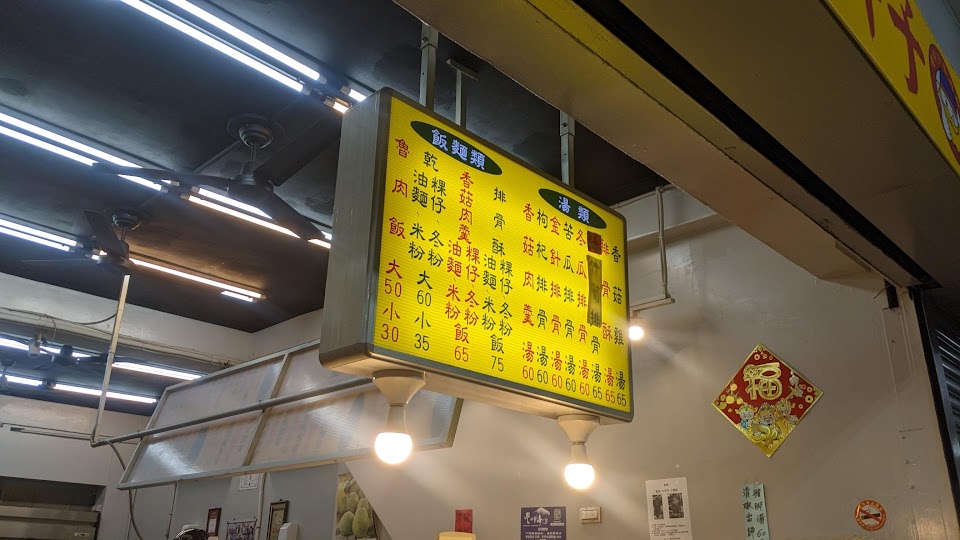 飯麵類
魯肉飯 大50 小30
乾 油麵 粿仔 米粉 冬粉 大60 小35
香菇肉羹 油麵 粿仔 米粉 冬粉 飯 65
排骨酥 油麵 粿仔 米粉 冬粉 飯 75
湯類
香菇肉羹湯 60
枸杞排骨湯 60
金針排骨湯 60
苦瓜排骨湯 60
冬瓜排骨湯 60
骨湯 65
排骨酥湯 65
香菇雞湯 65
福